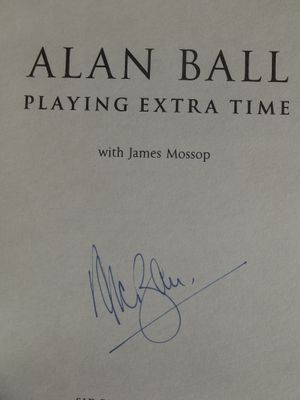 ALAN BALL
PLAYING EXTRA TIME
with James Mossop